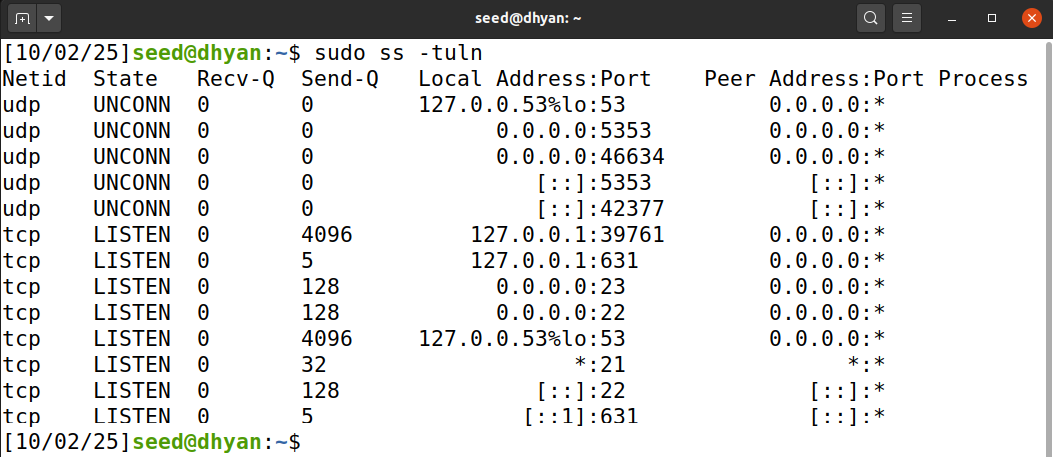 seed@dhyan: ~
[10/02/25]seed@dhyan:~$ sudo ss -tuln
Netid  State   Recv-Q  Send-Q   Local Address:Port    Peer Address:Port Process
udp    UNCONN  0       0        127.0.0.53%lo:53           0.0.0.0:*
udp    UNCONN  0       0              0.0.0.0:5353         0.0.0.0:*
udp    UNCONN  0       0              0.0.0.0:46634        0.0.0.0:*
udp    UNCONN  0       0                 [::]:5353            [::]:*
udp    UNCONN  0       0                 [::]:42377           [::]:*
tcp    LISTEN  0       4096         127.0.0.1:39761        0.0.0.0:*
tcp    LISTEN  0       5            127.0.0.1:631          0.0.0.0:*
tcp    LISTEN  0       128            0.0.0.0:23           0.0.0.0:*
tcp    LISTEN  0       128            0.0.0.0:22           0.0.0.0:*
tcp    LISTEN  0       4096     127.0.0.53%lo:53           0.0.0.0:*
tcp    LISTEN  0       32                   *:21                 *:*
tcp    LISTEN  0       128               [::]:22              [::]:*
tcp    LISTEN  0       5                [::1]:631             [::]:*
[10/02/25]seed@dhyan:~$